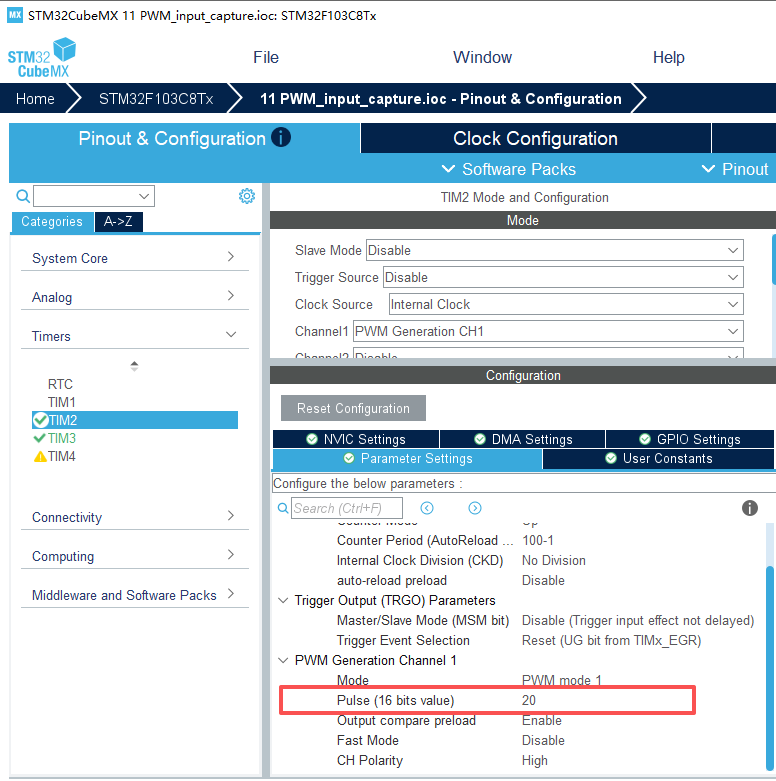 MX STM32CubeMX 11 PWM_input_capture.ioc: STM32F103C8Tx
STM32 CubeMX
File Window Help
Home STM32F103C8Tx 11 PWM_input_capture.ioc - Pinout & Configuration
Pinout & Configuration Clock Configuration
Software Packs Pinout
TIM2 Mode and Configuration
Categories A->Z
Mode
System Core
Analog
Timers
RTC
TIM1
TIM2
TIM3
TIM4
Connectivity
Computing
Middleware and Software Packs
Slave Mode Disable
Trigger Source Disable
Clock Source Internal Clock
Channel1 PWM Generation CH1
Channel2 Disable
Configuration
Reset Configuration
NVIC Settings DMA Settings GPIO Settings
Parameter Settings User Constants
Configure the below parameters :
Search (Ctrl+F)
Counter Mode Up
Counter Period (AutoReload ... 100-1
Internal Clock Division (CKD) No Division
auto-reload preload Disable
Trigger Output (TRGO) Parameters
Master/Slave Mode (MSM bit) Disable (Trigger input effect not delayed)
Trigger Event Selection Reset (UG bit from TIMx_EGR)
PWM Generation Channel 1
Mode PWM mode 1
Pulse (16 bits value) 20
Output compare preload Enable
Fast Mode Disable
CH Polarity High